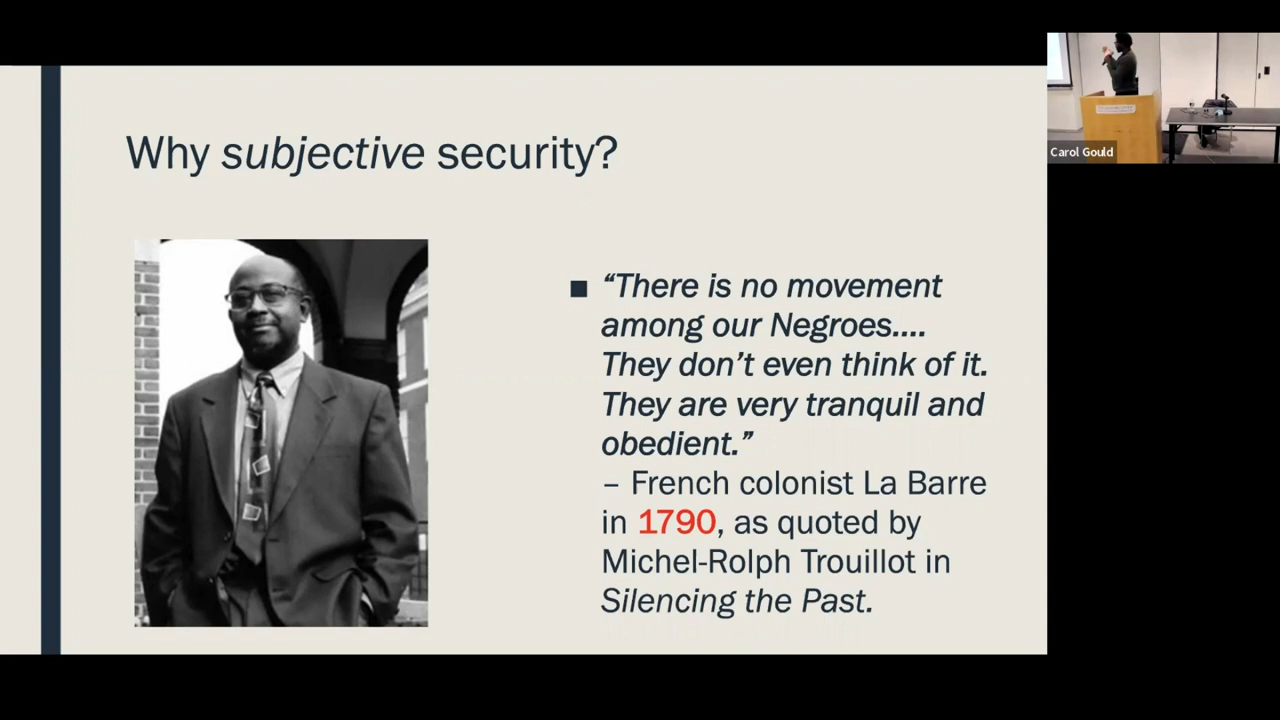 Why subjective security?
“There is no movement
among our Negroes....
They don’t even think of it.
They are very tranquil and
obedient.”
– French colonist La Barre
in 1790, as quoted by
Michel-Rolph Trouillot in
Silencing the Past.
Carol Gould